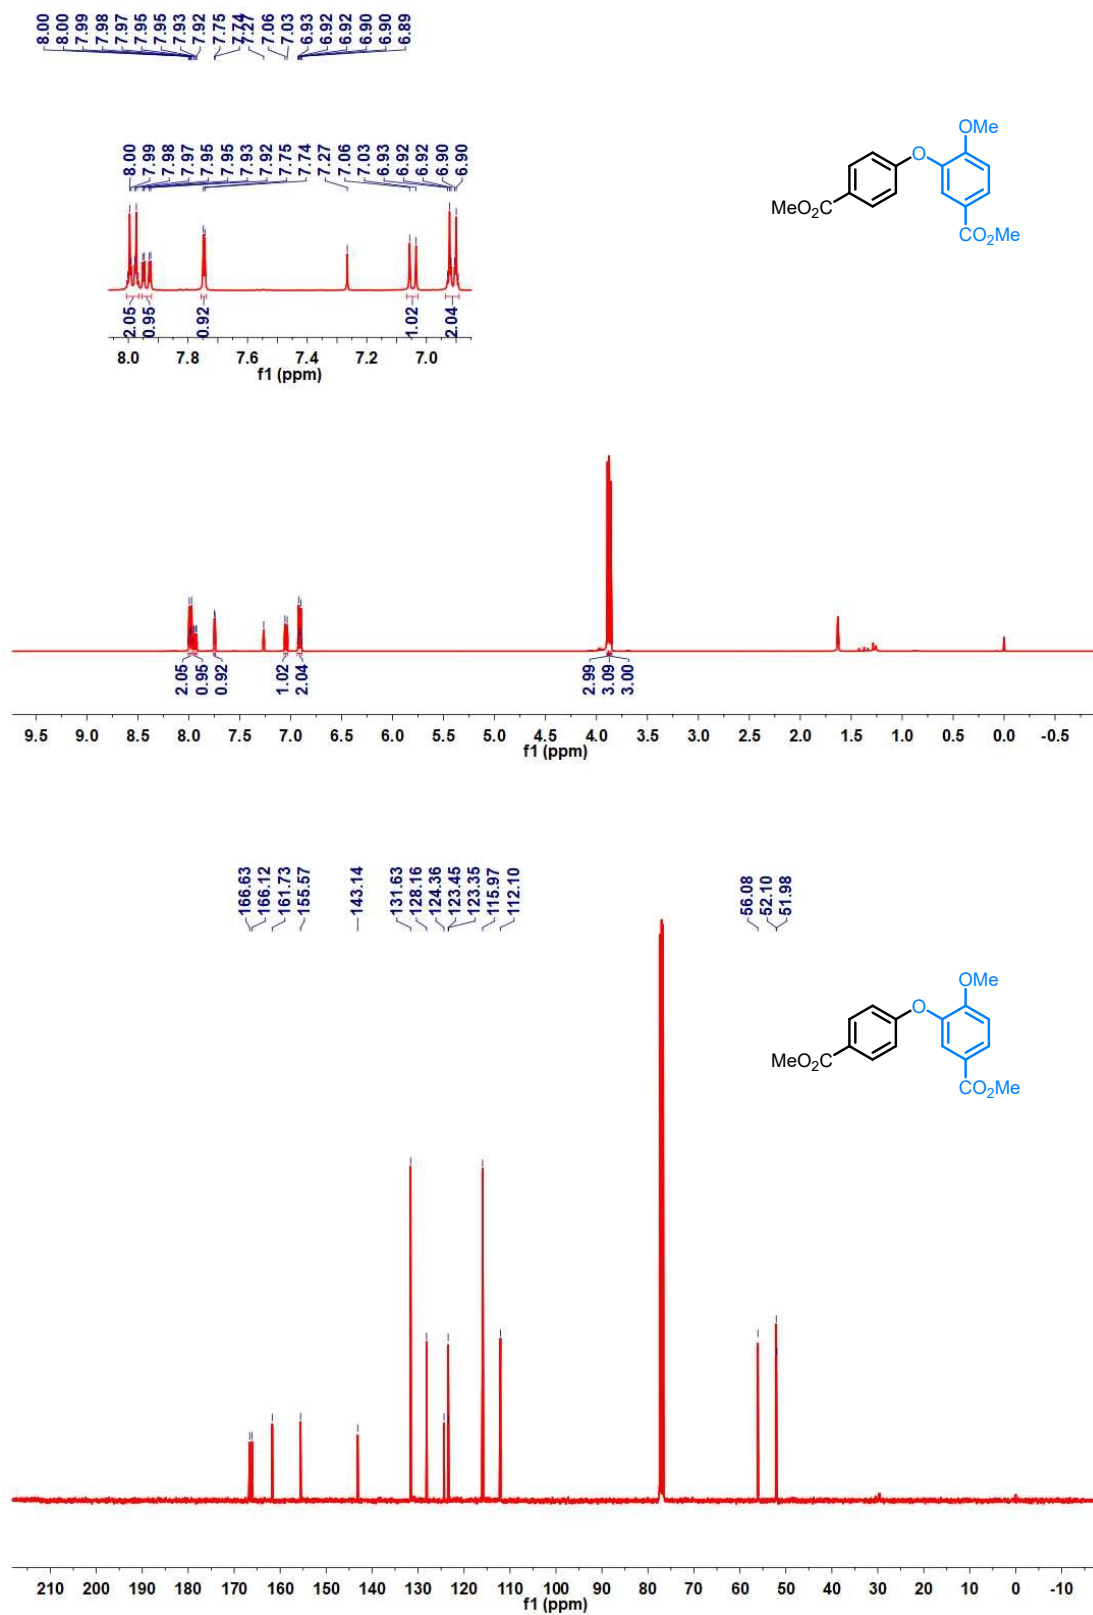 8.00 8.00 7.99 7.98 7.97 7.95 7.95 7.93 7.92 7.75 7.74 7.27 7.06 7.03 6.93 6.92 6.92 6.90 6.90 6.89
8.00 7.99 7.98 7.97 7.95 7.95 7.93 7.92 7.75 7.74 7.27 7.06 7.03 6.93 6.92 6.92 6.90 6.90
OMe
O
MeO2C
CO2Me
2.05 0.95 0.92 1.02 2.04
8.0 7.8 7.6 7.4 7.2 7.0
f1 (ppm)
2.05 0.95 0.92 1.02 2.04 2.99 3.09 3.00
9.5 9.0 8.5 8.0 7.5 7.0 6.5 6.0 5.5 5.0 4.5 4.0 3.5 3.0 2.5 2.0 1.5 1.0 0.5 0.0 -0.5
f1 (ppm)
166.63 166.12 161.73 155.57 143.14 131.63 128.16 124.36 123.45 123.35 115.97 112.10 56.08 52.10 51.98
OMe
O
MeO2C
CO2Me
210 200 190 180 170 160 150 140 130 120 110 100 90 80 70 60 50 40 30 20 10 0 -10
f1 (ppm)